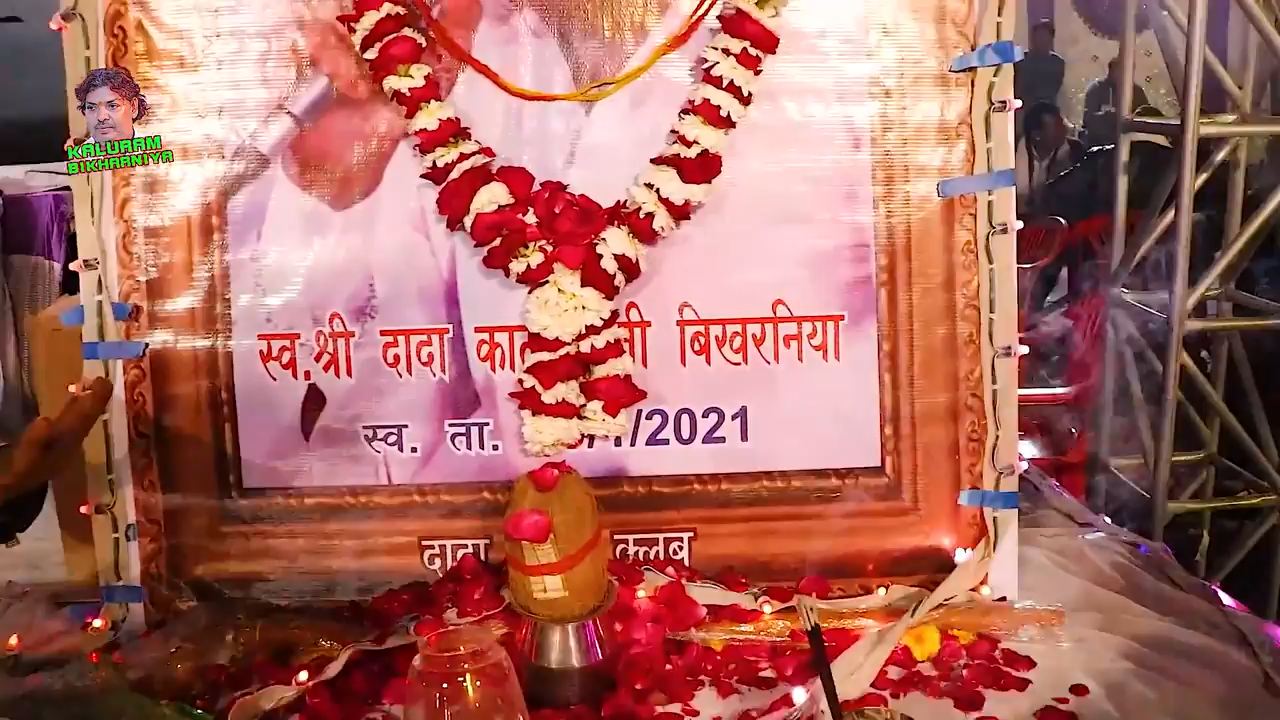 KALURAM
BIKHARNIYA
स्व.श्री दादा बिखरनिया
स्व. ता. /2021
दादा क्लब